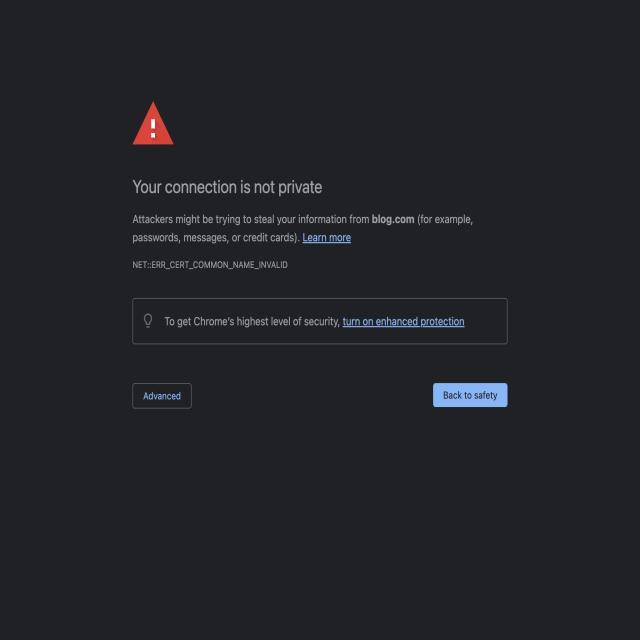 Your connection is not private
Attackers might be trying to steal your information from blog.com (for example,
passwords, messages, or credit cards). Learn more
NET::ERR_CERT_COMMON_NAME_INVALID
To get Chrome's highest level of security, turn on enhanced protection
Advanced
Back to safety